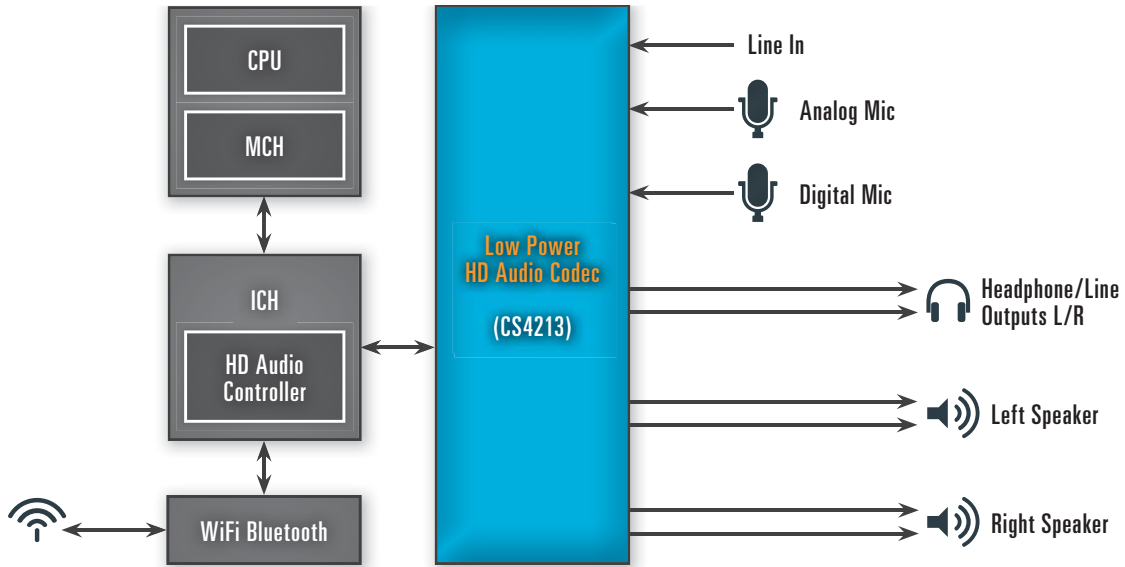 CPU
MCH
ICH
HD Audio
Controller
WiFi Bluetooth
Low Power
HD Audio Codec
(CS4213)
Line In
Analog Mic
Digital Mic
Headphone/Line
Outputs L/R
Left Speaker
Right Speaker